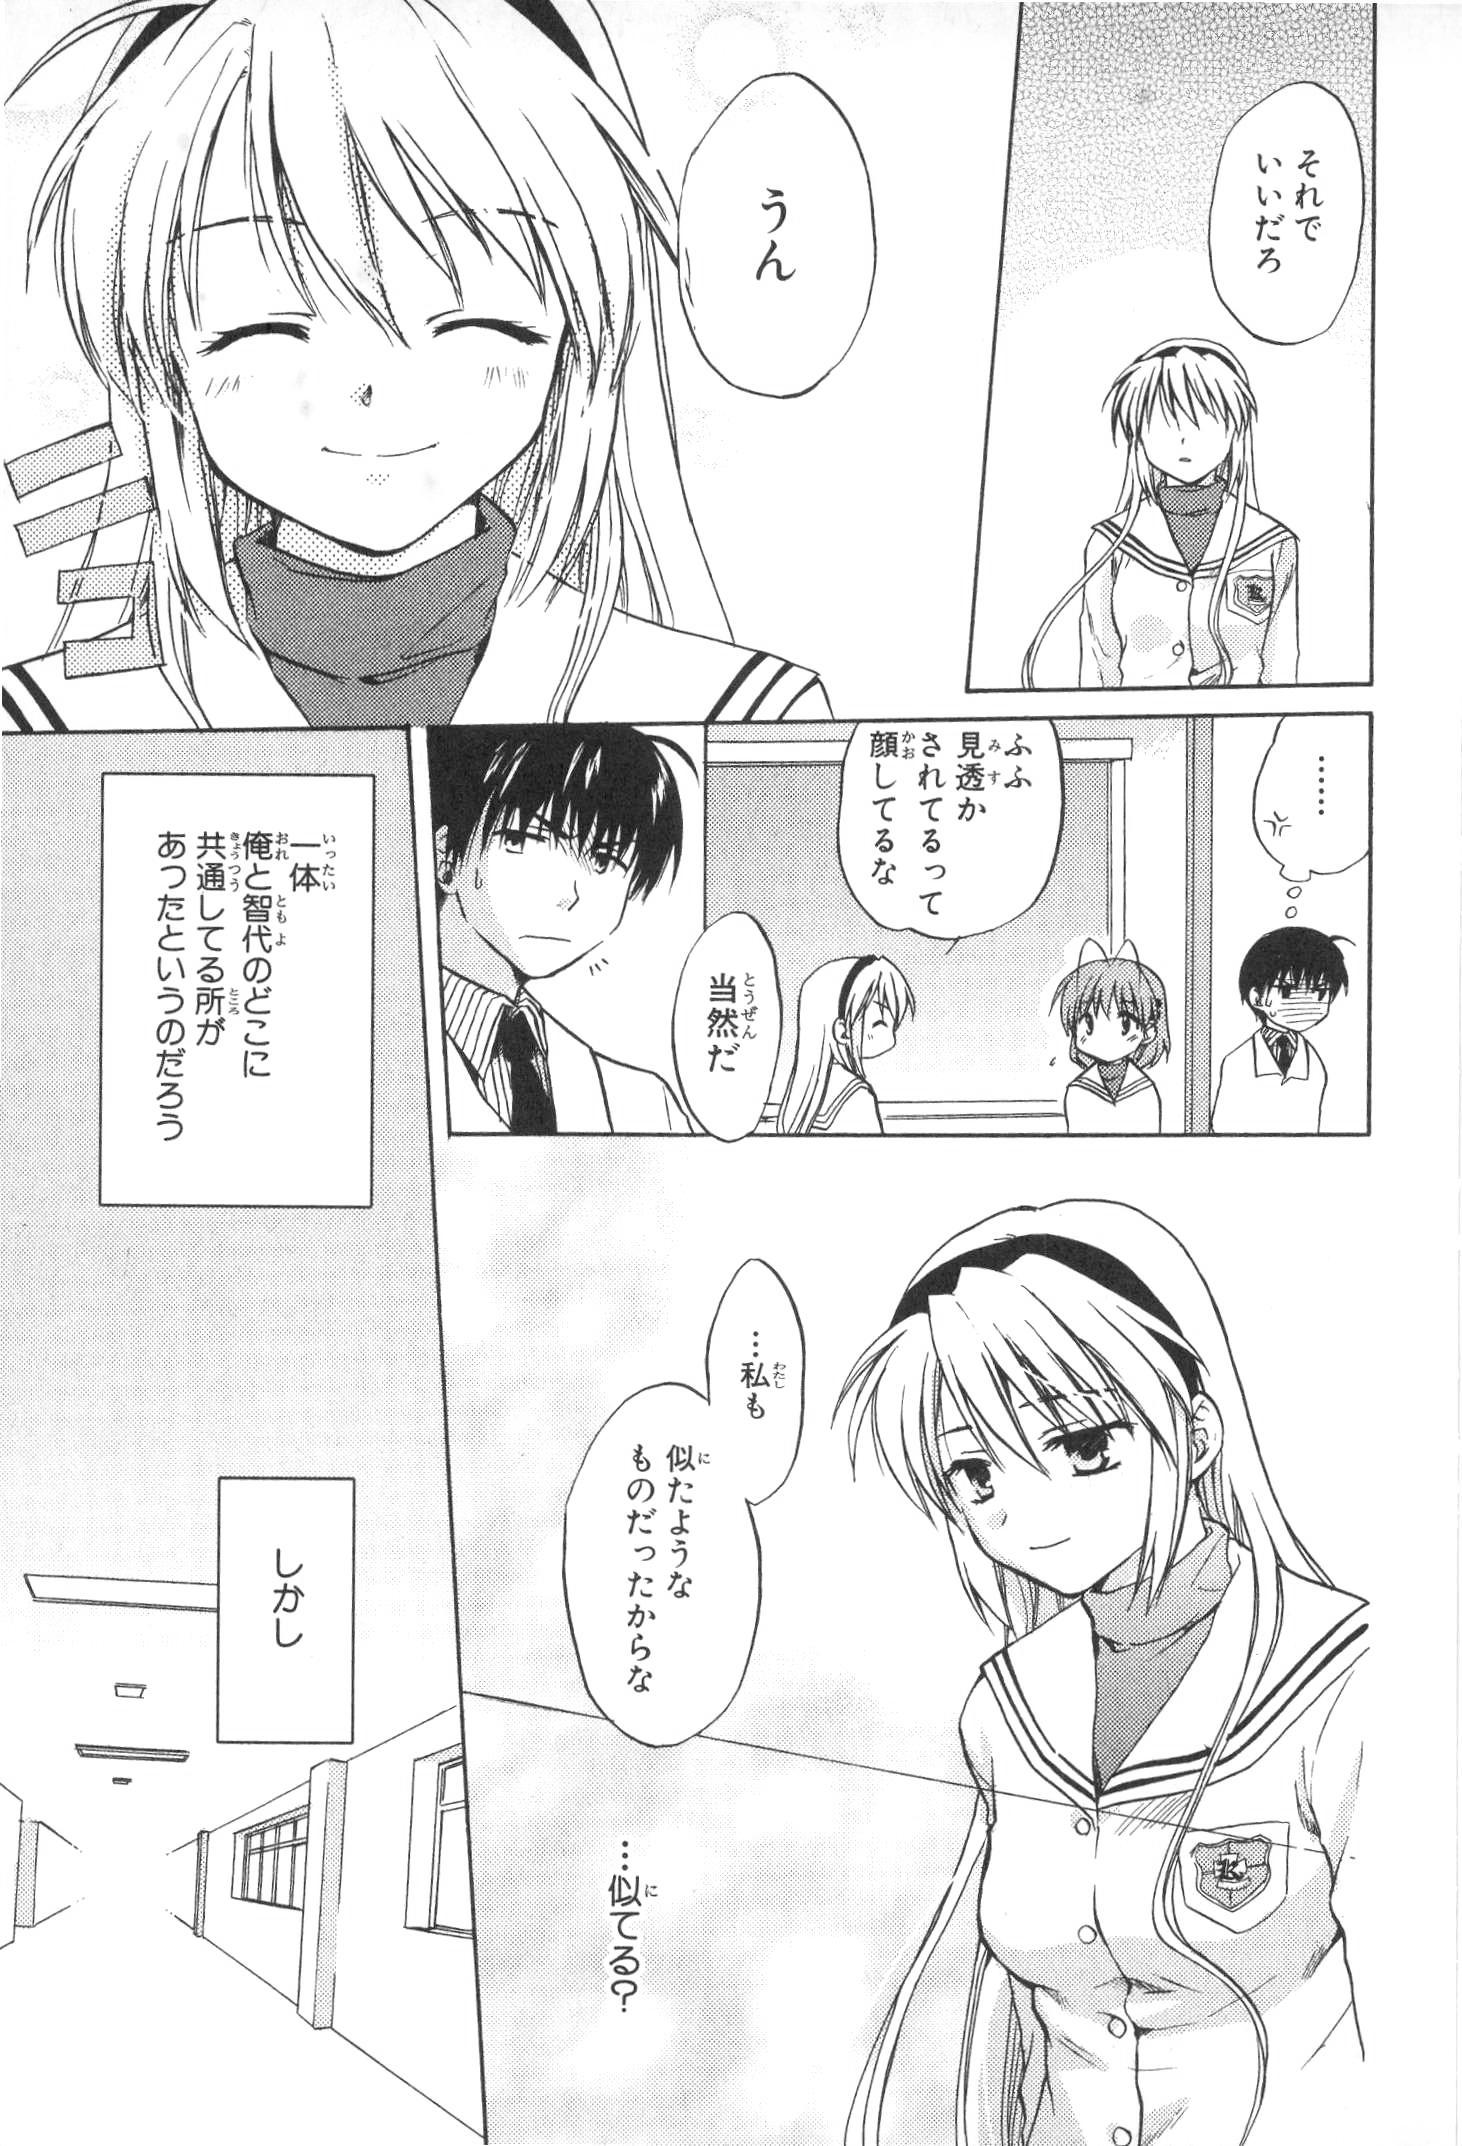 それで
いいだろ
うん
ニコ
……
ふふ
見透か
されてるって
顔してるな
当然だ
…私も
似たような
ものだったからな
…似てる？
一体
俺と智代のどこに
共通してる所が
あったというのだろう
しかし